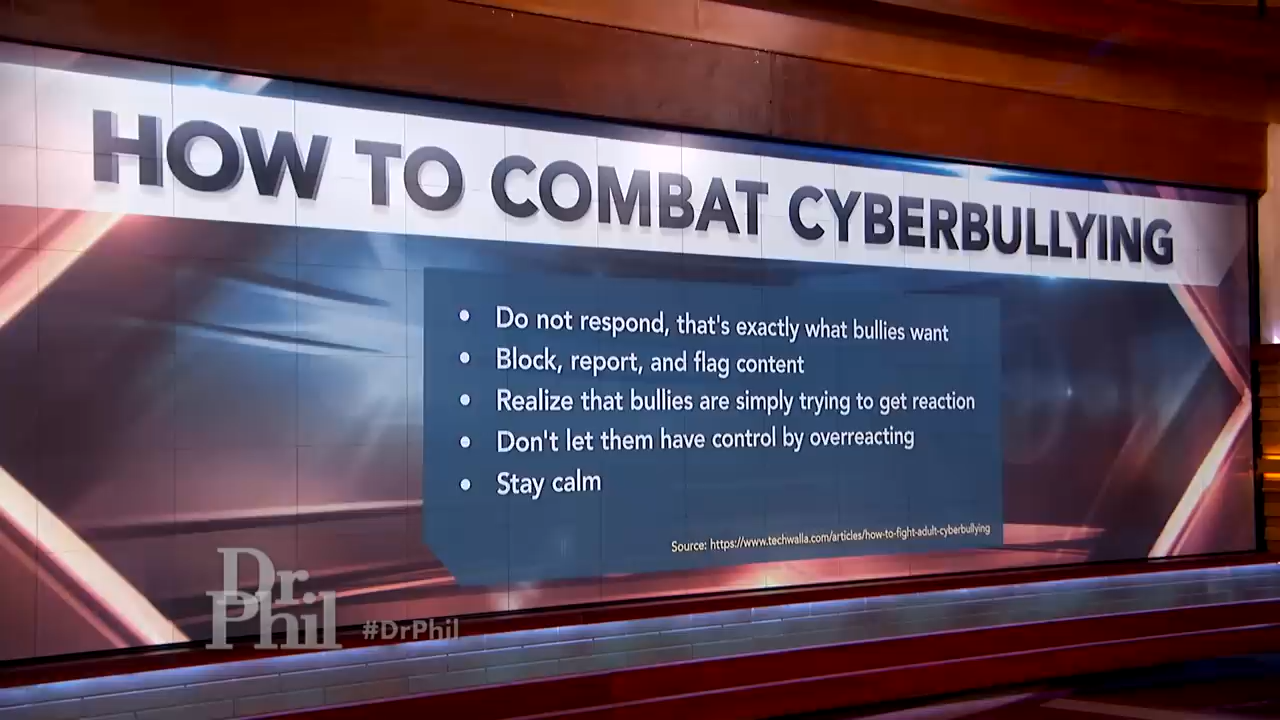 HOW TO COMBAT CYBERBULLYING
• Do not respond, that's exactly what bullies want
• Block, report, and flag content
• Realize that bullies are simply trying to get reaction
• Don't let them have control by overreacting
• Stay calm
Source: https://www.techwalla.com/articles/how-to-fight-adult-cyberbullying
Dr.
Phil
#DrPhil